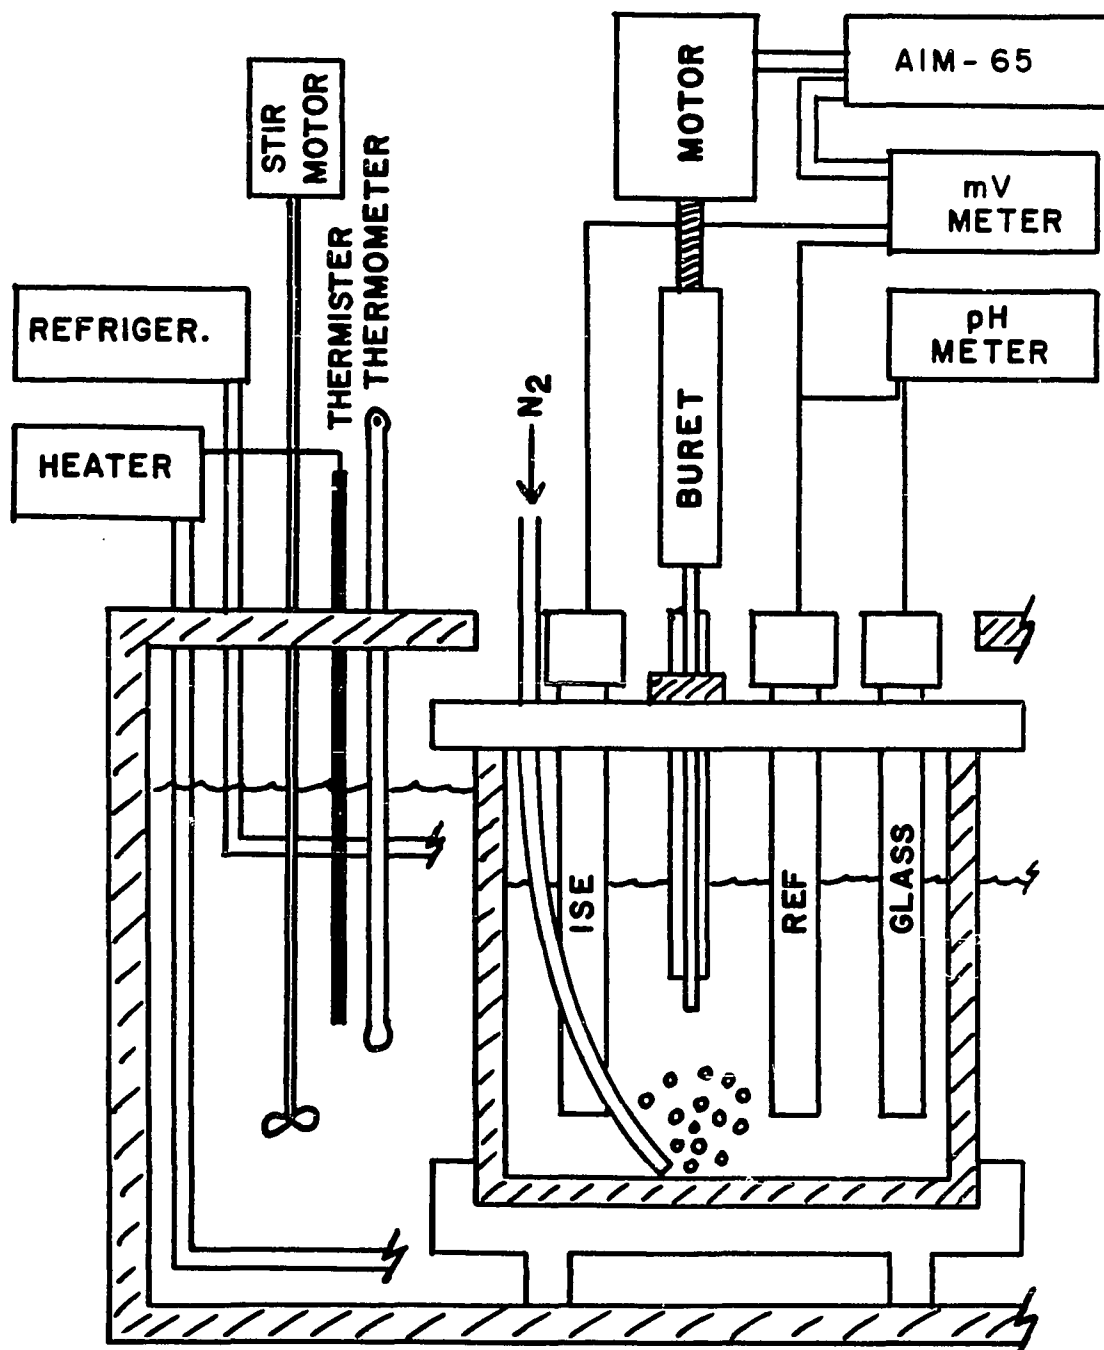 STIR
MOTOR
MOTOR
AIM-65
mV
METER
pH
METER
REFRIGER.
HEATER
THERMISTER
THERMOMETER
N2
BURET
ISE
REF
GLASS